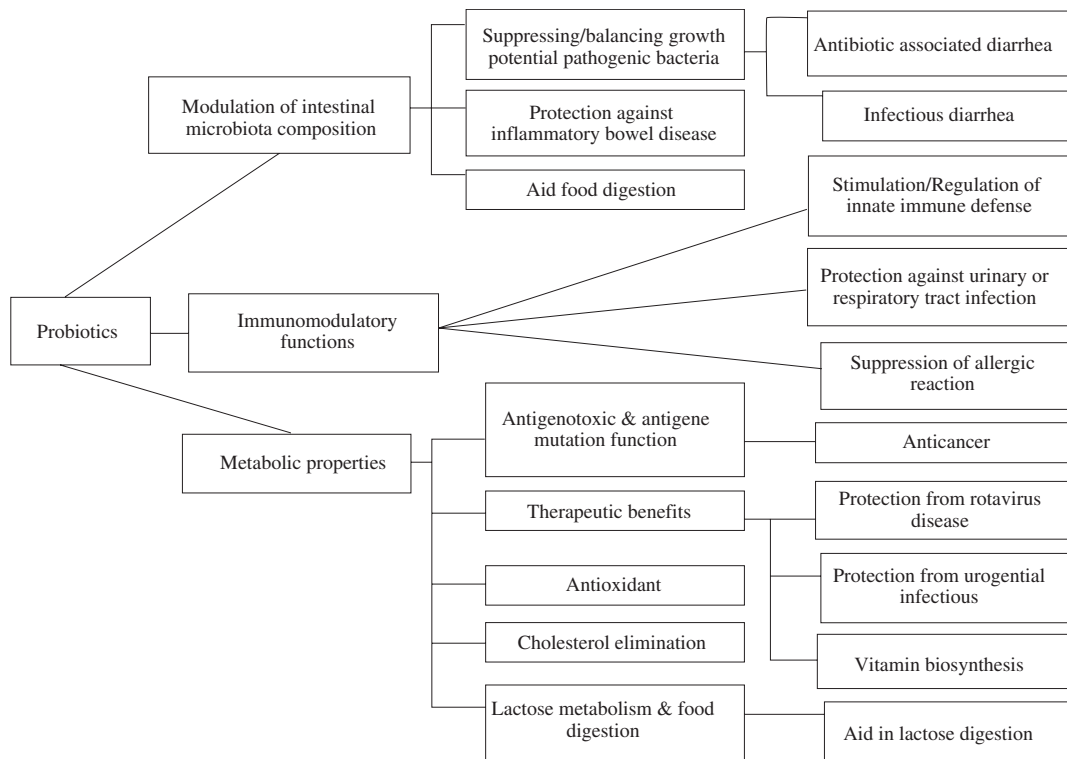 Probiotics
Modulation of intestinal
microbiota composition
Suppressing/balancing growth
potential pathogenic bacteria
Antibiotic associated diarrhea
Infectious diarrhea
Protection against
inflammatory bowel disease
Aid food digestion
Immunomodulatory
functions
Stimulation/Regulation of
innate immune defense
Protection against urinary or
respiratory tract infection
Suppression of allergic
reaction
Metabolic properties
Antigenotoxic & antigene
mutation function
Anticancer
Therapeutic benefits
Protection from rotavirus
disease
Protection from urogential
infectious
Vitamin biosynthesis
Antioxidant
Cholesterol elimination
Lactose metabolism & food
digestion
Aid in lactose digestion